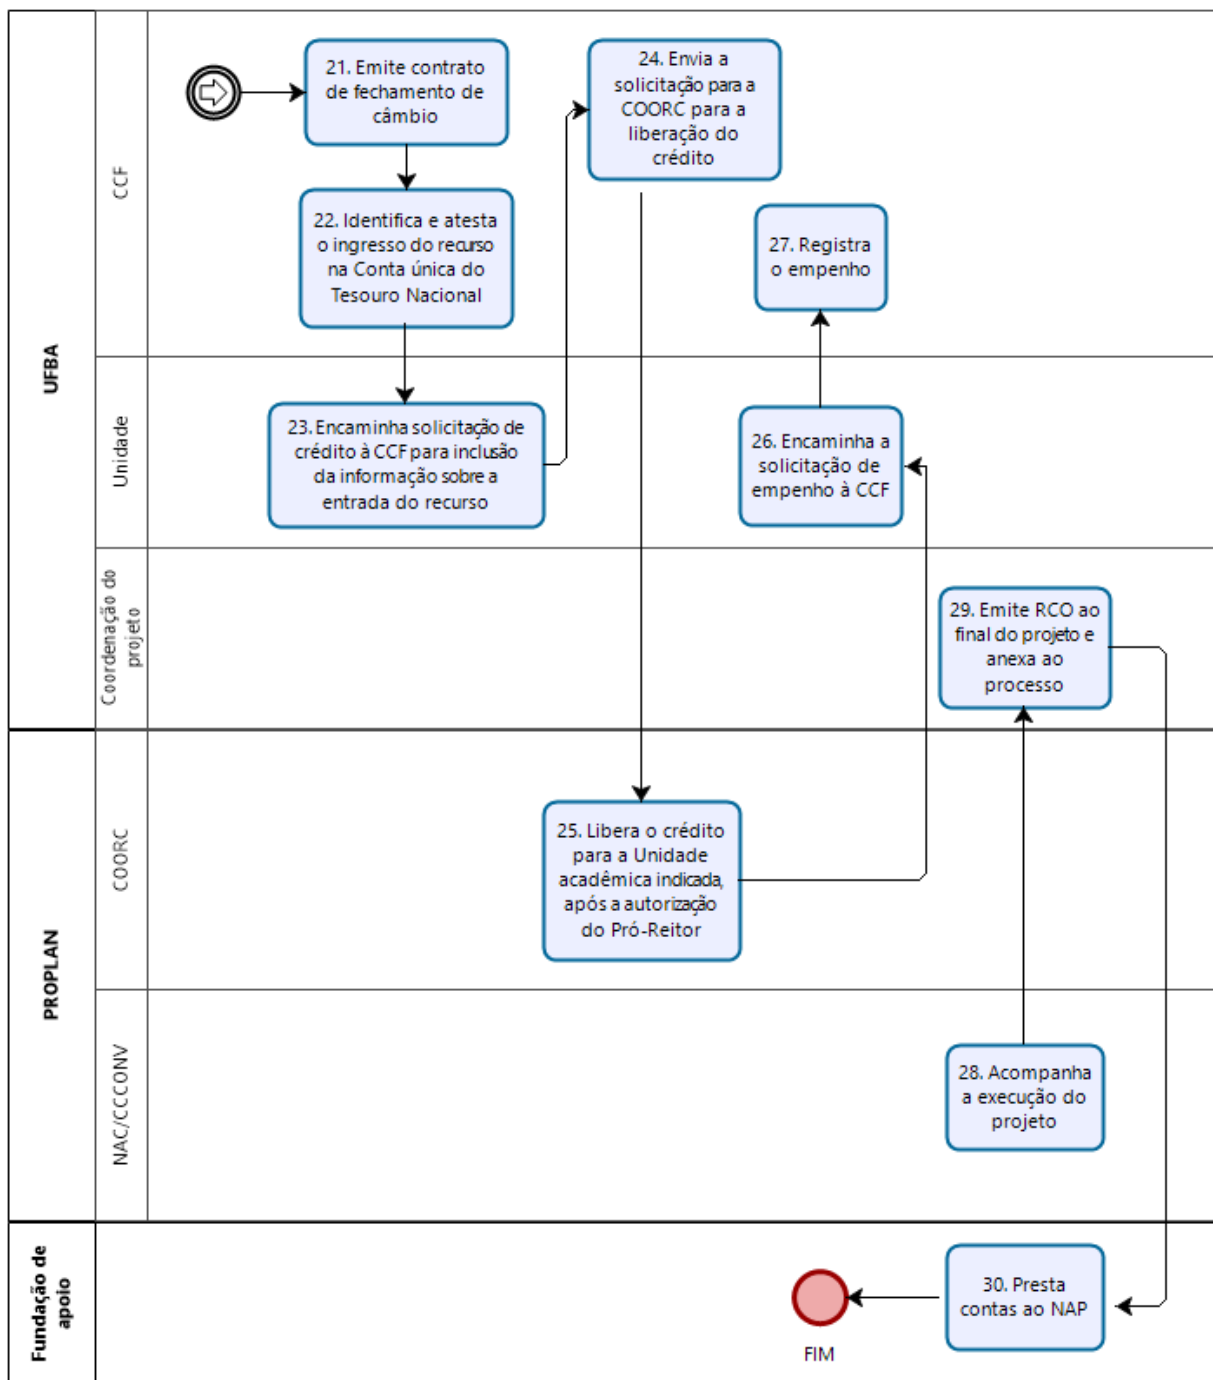 UFBA
CCF
21. Emite contrato
de fechamento de
câmbio
22. Identifica e atesta
o ingresso do recurso
na Conta única do
Tesouro Nacional
24. Envia a
solicitação para a
COORC para a
liberação do
crédito
27. Registra
o empenho
Unidade
23. Encaminha solicitação de
crédito à CCF para inclusão
da informação sobre a
entrada do recurso
26. Encaminha a
solicitação de
empenho à CCF
Coordenação do
projeto
29. Emite RCO ao
final do projeto e
anexa ao
processo
PROPLAN
COORC
25. Libera o crédito
para a Unidade
acadêmica indicada,
após a autorização
do Pró-Reitor
NAC/CCCONV
28. Acompanha
a execução do
projeto
Fundação de
apoio
30. Presta
contas ao NAP
FIM